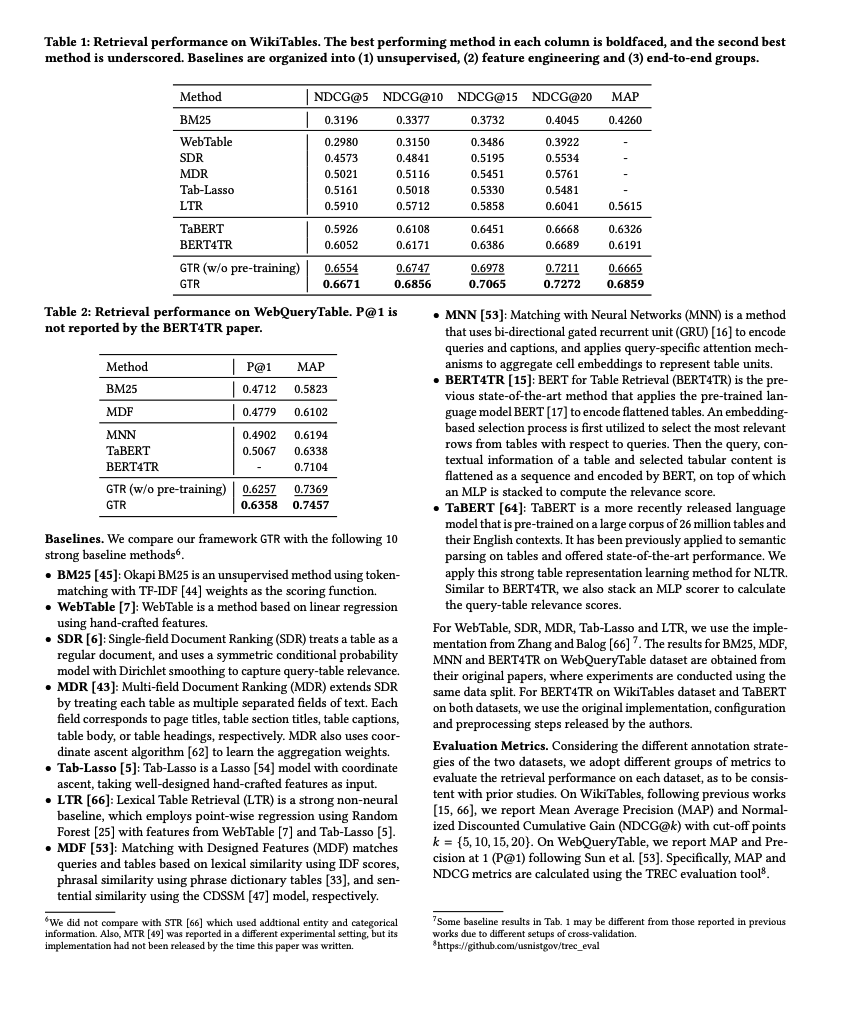 Table 1: Retrieval performance on WikiTables. The best performing method in each column is boldfaced, and the second best
method is underscored. Baselines are organized into (1) unsupervised, (2) feature engineering and (3) end-to-end groups.
Method NDCG@5 NDCG@10 NDCG@15 NDCG@20 MAP
BM25 0.3196 0.3377 0.3732 0.4045 0.4260
WebTable 0.2980 0.3150 0.3486 0.3922 -
SDR 0.4573 0.4841 0.5195 0.5534 -
MDR 0.5021 0.5116 0.5451 0.5761 -
Tab-Lasso 0.5161 0.5018 0.5330 0.5481 -
LTR 0.5910 0.5712 0.5858 0.6041 0.5615
TaBERT 0.5926 0.6108 0.6451 0.6668 0.6326
BERT4TR 0.6052 0.6171 0.6386 0.6689 0.6191
GTR (w/o pre-training) 0.6554 0.6747 0.6978 0.7211 0.6665
GTR 0.6671 0.6856 0.7065 0.7272 0.6859
Table 2: Retrieval performance on WebQueryTable. P@1 is
not reported by the BERT4TR paper.
Method P@1 MAP
BM25 0.4712 0.5823
MDF 0.4779 0.6102
MNN 0.4902 0.6194
TaBERT 0.5067 0.6338
BERT4TR - 0.7104
GTR (w/o pre-training) 0.6257 0.7369
GTR 0.6358 0.7457
Baselines. We compare our framework GTR with the following 10
strong baseline methods⁶.
• BM25 [45]: Okapi BM25 is an unsupervised method using token-
matching with TF-IDF [44] weights as the scoring function.
• WebTable [7]: WebTable is a method based on linear regression
using hand-crafted features.
• SDR [6]: Single-field Document Ranking (SDR) treats a table as a
regular document, and uses a symmetric conditional probability
model with Dirichlet smoothing to capture query-table relevance.
• MDR [43]: Multi-field Document Ranking (MDR) extends SDR
by treating each table as multiple separated fields of text. Each
field corresponds to page titles, table section titles, table captions,
table body, or table headings, respectively. MDR also uses coor-
dinate ascent algorithm [62] to learn the aggregation weights.
• Tab-Lasso [5]: Tab-Lasso is a Lasso [54] model with coordinate
ascent, taking well-designed hand-crafted features as input.
• LTR [66]: Lexical Table Retrieval (LTR) is a strong non-neural
baseline, which employs point-wise regression using Random
Forest [25] with features from WebTable [7] and Tab-Lasso [5].
• MDF [53]: Matching with Designed Features (MDF) matches
queries and tables based on lexical similarity using IDF scores,
phrasal similarity using phrase dictionary tables [33], and sen-
tential similarity using the CDSSM [47] model, respectively.
⁶We did not compare with STR [66] which used addtional entity and categorical
information. Also, MTR [49] was reported in a different experimental setting, but its
implementation had not been released by the time this paper was written.
• MNN [53]: Matching with Neural Networks (MNN) is a method
that uses bi-directional gated recurrent unit (GRU) [16] to encode
queries and captions, and applies query-specific attention mech-
anisms to aggregate cell embeddings to represent table units.
• BERT4TR [15]: BERT for Table Retrieval (BERT4TR) is the pre-
vious state-of-the-art method that applies the pre-trained lan-
guage model BERT [17] to encode flattened tables. An embedding-
based selection process is first utilized to select the most relevant
rows from tables with respect to queries. Then the query, con-
textual information of a table and selected tabular content is
flattened as a sequence and encoded by BERT, on top of which
an MLP is stacked to compute the relevance score.
• TaBERT [64]: TaBERT is a more recently released language
model that is pre-trained on a large corpus of 26 million tables and
their English contexts. It has been previously applied to semantic
parsing on tables and offered state-of-the-art performance. We
apply this strong table representation learning method for NLTR.
Similar to BERT4TR, we also stack an MLP scorer to calculate
the query-table relevance scores.
For WebTable, SDR, MDR, Tab-Lasso and LTR, we use the imple-
mentation from Zhang and Balog [66] ⁷. The results for BM25, MDF,
MNN and BERT4TR on WebQueryTable dataset are obtained from
their original papers, where experiments are conducted using the
same data split. For BERT4TR on WikiTables dataset and TaBERT
on both datasets, we use the original implementation, configuration
and preprocessing steps released by the authors.
Evaluation Metrics. Considering the different annotation strate-
gies of the two datasets, we adopt different groups of metrics to
evaluate the retrieval performance on each dataset, as to be consis-
tent with prior studies. On WikiTables, following previous works
[15, 66], we report Mean Average Precision (MAP) and Normal-
ized Discounted Cumulative Gain (NDCG@k) with cut-off points
k = {5, 10, 15, 20}. On WebQueryTable, we report MAP and Pre-
cision at 1 (P@1) following Sun et al. [53]. Specifically, MAP and
NDCG metrics are calculated using the TREC evaluation tool⁸.
⁷Some baseline results in Tab. 1 may be different from those reported in previous
works due to different setups of cross-validation.
⁸https://github.com/usnistgov/trec_eval